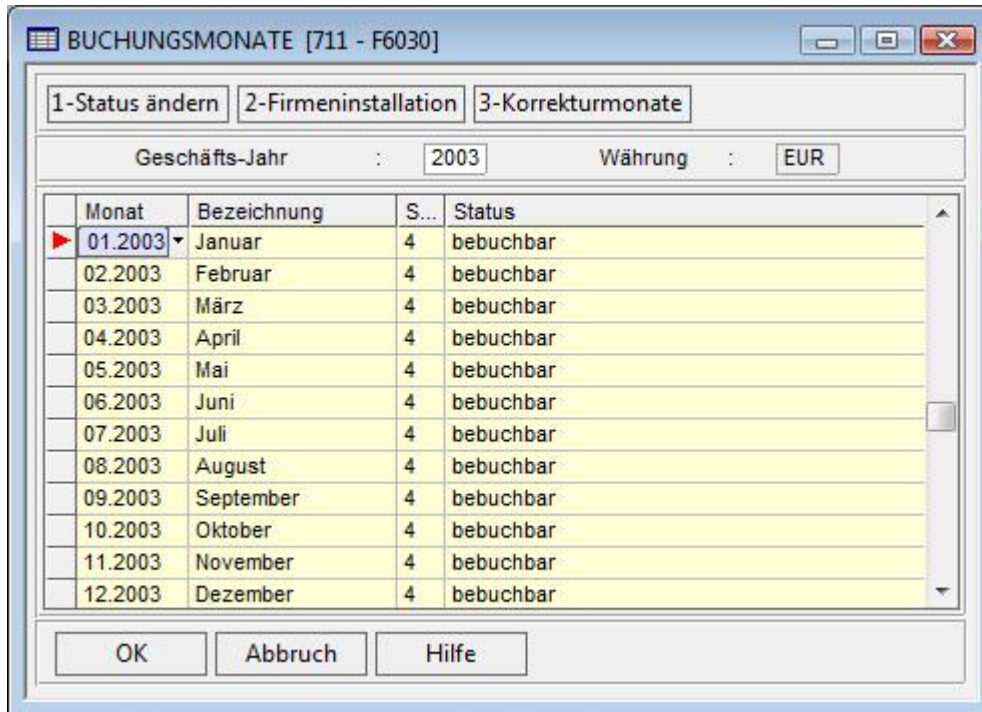 BUCHUNGSMONATE [711 - F6030]
1-Status ändern 2-Firmeninstallation 3-Korrekturmonate
Geschäfts-Jahr : 2003 Währung : EUR
Monat Bezeichnung S... Status
01.2003 Januar 4 bebuchbar
02.2003 Februar 4 bebuchbar
03.2003 März 4 bebuchbar
04.2003 April 4 bebuchbar
05.2003 Mai 4 bebuchbar
06.2003 Juni 4 bebuchbar
07.2003 Juli 4 bebuchbar
08.2003 August 4 bebuchbar
09.2003 September 4 bebuchbar
10.2003 Oktober 4 bebuchbar
11.2003 November 4 bebuchbar
12.2003 Dezember 4 bebuchbar
OK Abbruch Hilfe